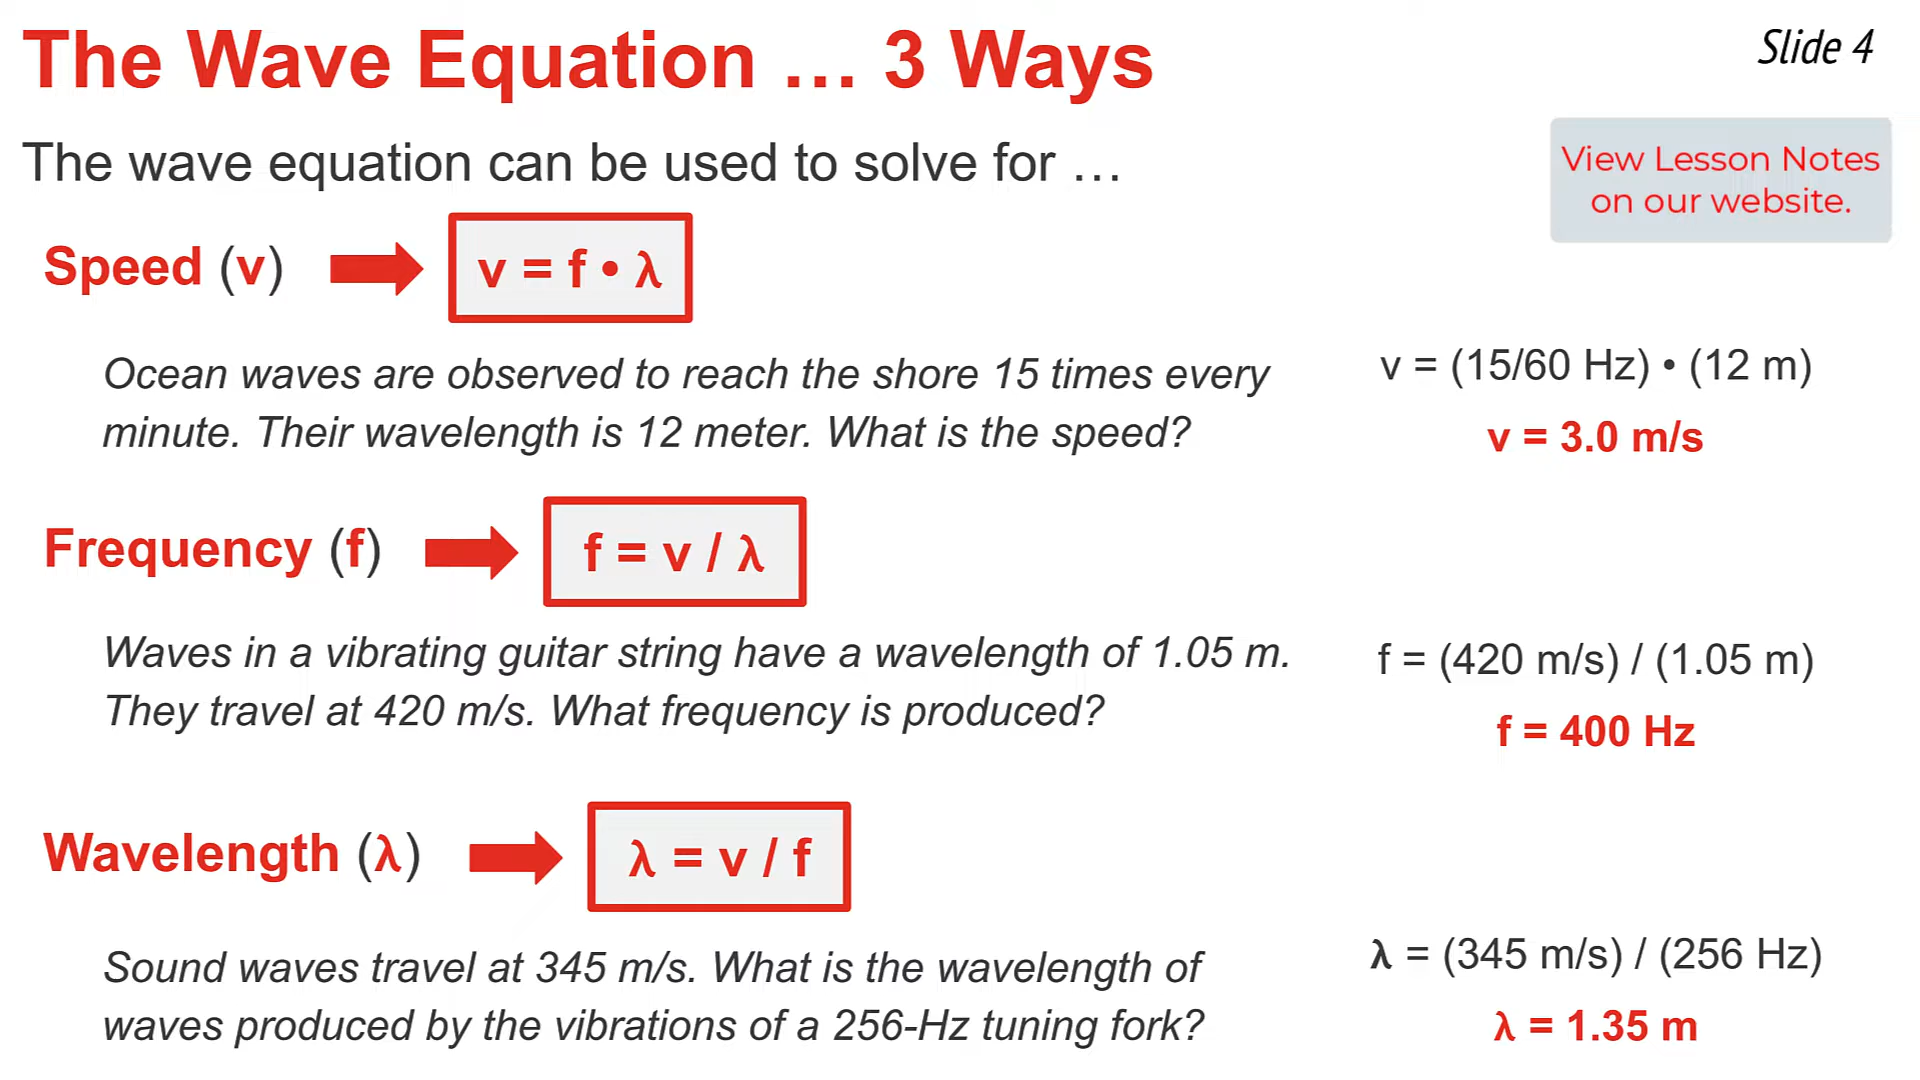 The Wave Equation … 3 Ways
Slide 4
The wave equation can be used to solve for …
View Lesson Notes
on our website.
Speed (v)
v = f • λ
Ocean waves are observed to reach the shore 15 times every
minute. Their wavelength is 12 meter. What is the speed?
v = (15/60 Hz) • (12 m)
v = 3.0 m/s
Frequency (f)
f = v / λ
Waves in a vibrating guitar string have a wavelength of 1.05 m.
They travel at 420 m/s. What frequency is produced?
f = (420 m/s) / (1.05 m)
f = 400 Hz
Wavelength (λ)
λ = v / f
Sound waves travel at 345 m/s. What is the wavelength of
waves produced by the vibrations of a 256-Hz tuning fork?
λ = (345 m/s) / (256 Hz)
λ = 1.35 m